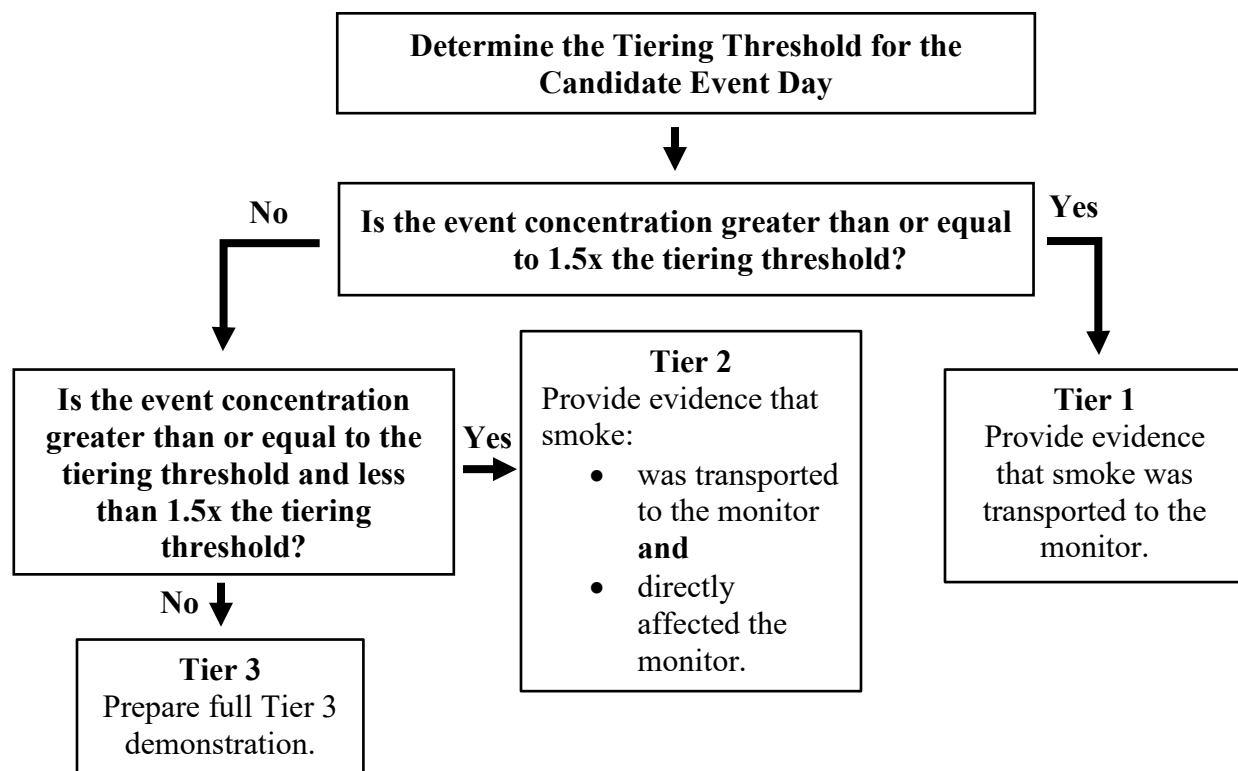 Determine the Tiering Threshold for the
Candidate Event Day
No
Is the event concentration greater than or equal
to 1.5x the tiering threshold?
Yes
Is the event concentration
greater than or equal to the
tiering threshold and less
than 1.5x the tiering
threshold?
Yes
Tier 2
Provide evidence that
smoke:
• was transported
to the monitor
and
• directly
affected the
monitor.
Tier 1
Provide evidence
that smoke was
transported to the
monitor.
No
Tier 3
Prepare full Tier 3
demonstration.